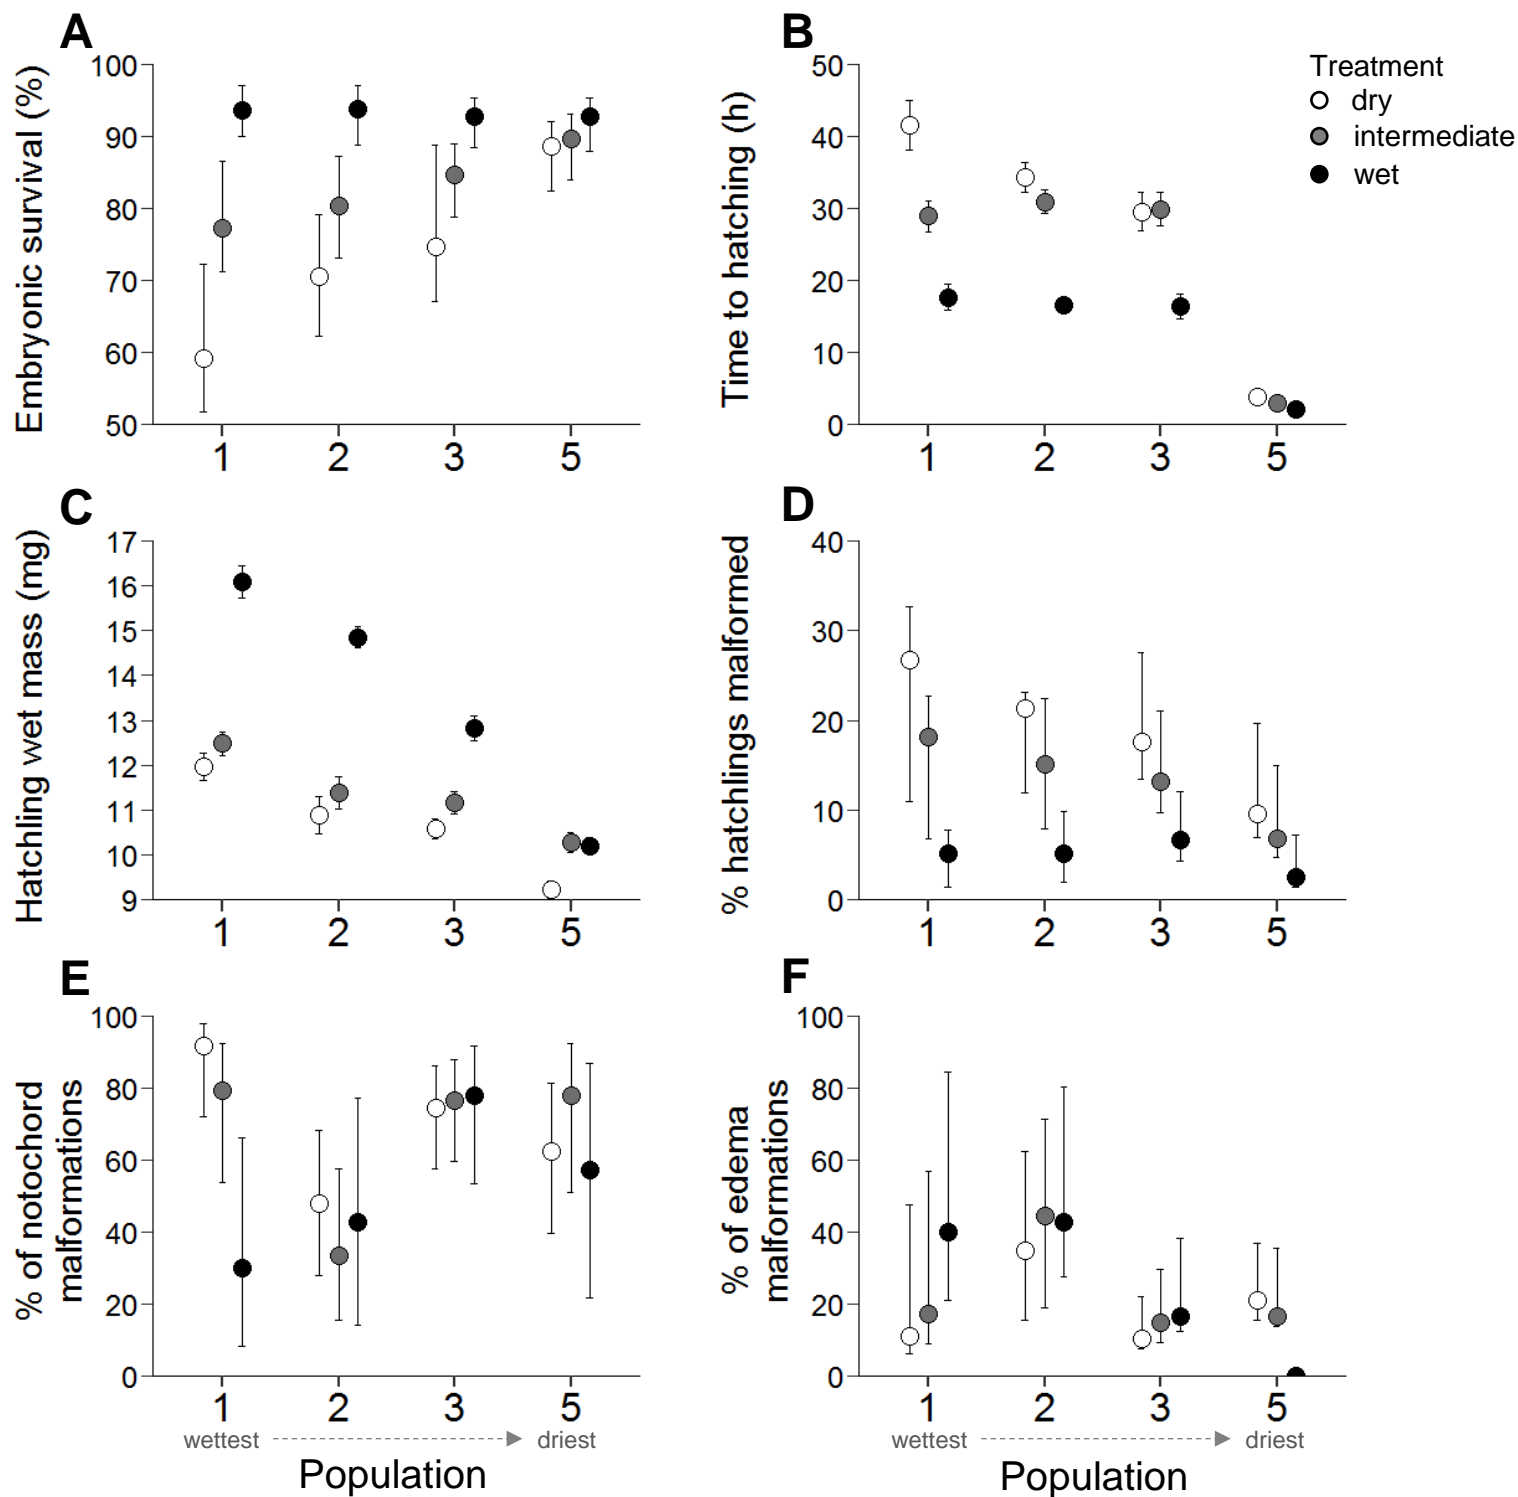 A
Embryonic survival (%)
100
90
80
70
60
50
1 2 3 5
B
Time to hatching (h)
50
40
30
20
10
0
1 2 3 5
Treatment
dry
intermediate
wet
C
Hatchling wet mass (mg)
17
16
15
14
13
12
11
10
9
1 2 3 5
D
% hatchlings malformed
40
30
20
10
0
1 2 3 5
E
% of notochord
malformations
100
80
60
40
20
0
1 2 3 5
wettest driest
Population
F
% of edema
malformations
100
80
60
40
20
0
1 2 3 5
wettest driest
Population